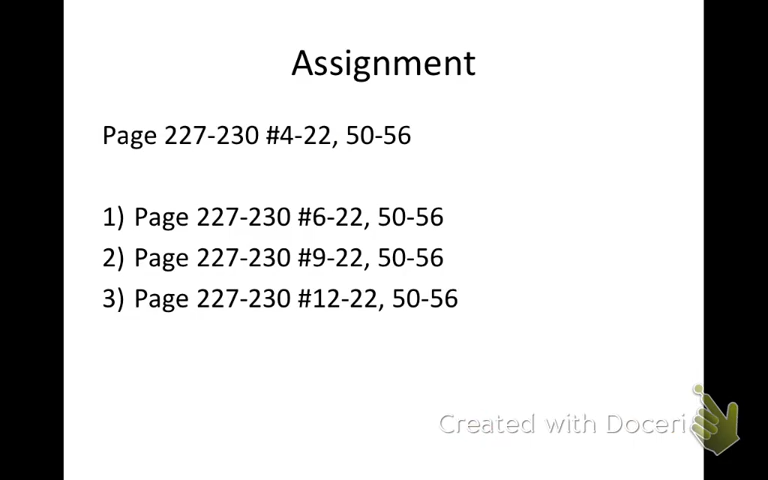 Assignment
Page 227-230 #4-22, 50-56
1) Page 227-230 #6-22, 50-56
2) Page 227-230 #9-22, 50-56
3) Page 227-230 #12-22, 50-56
Created with Doceri